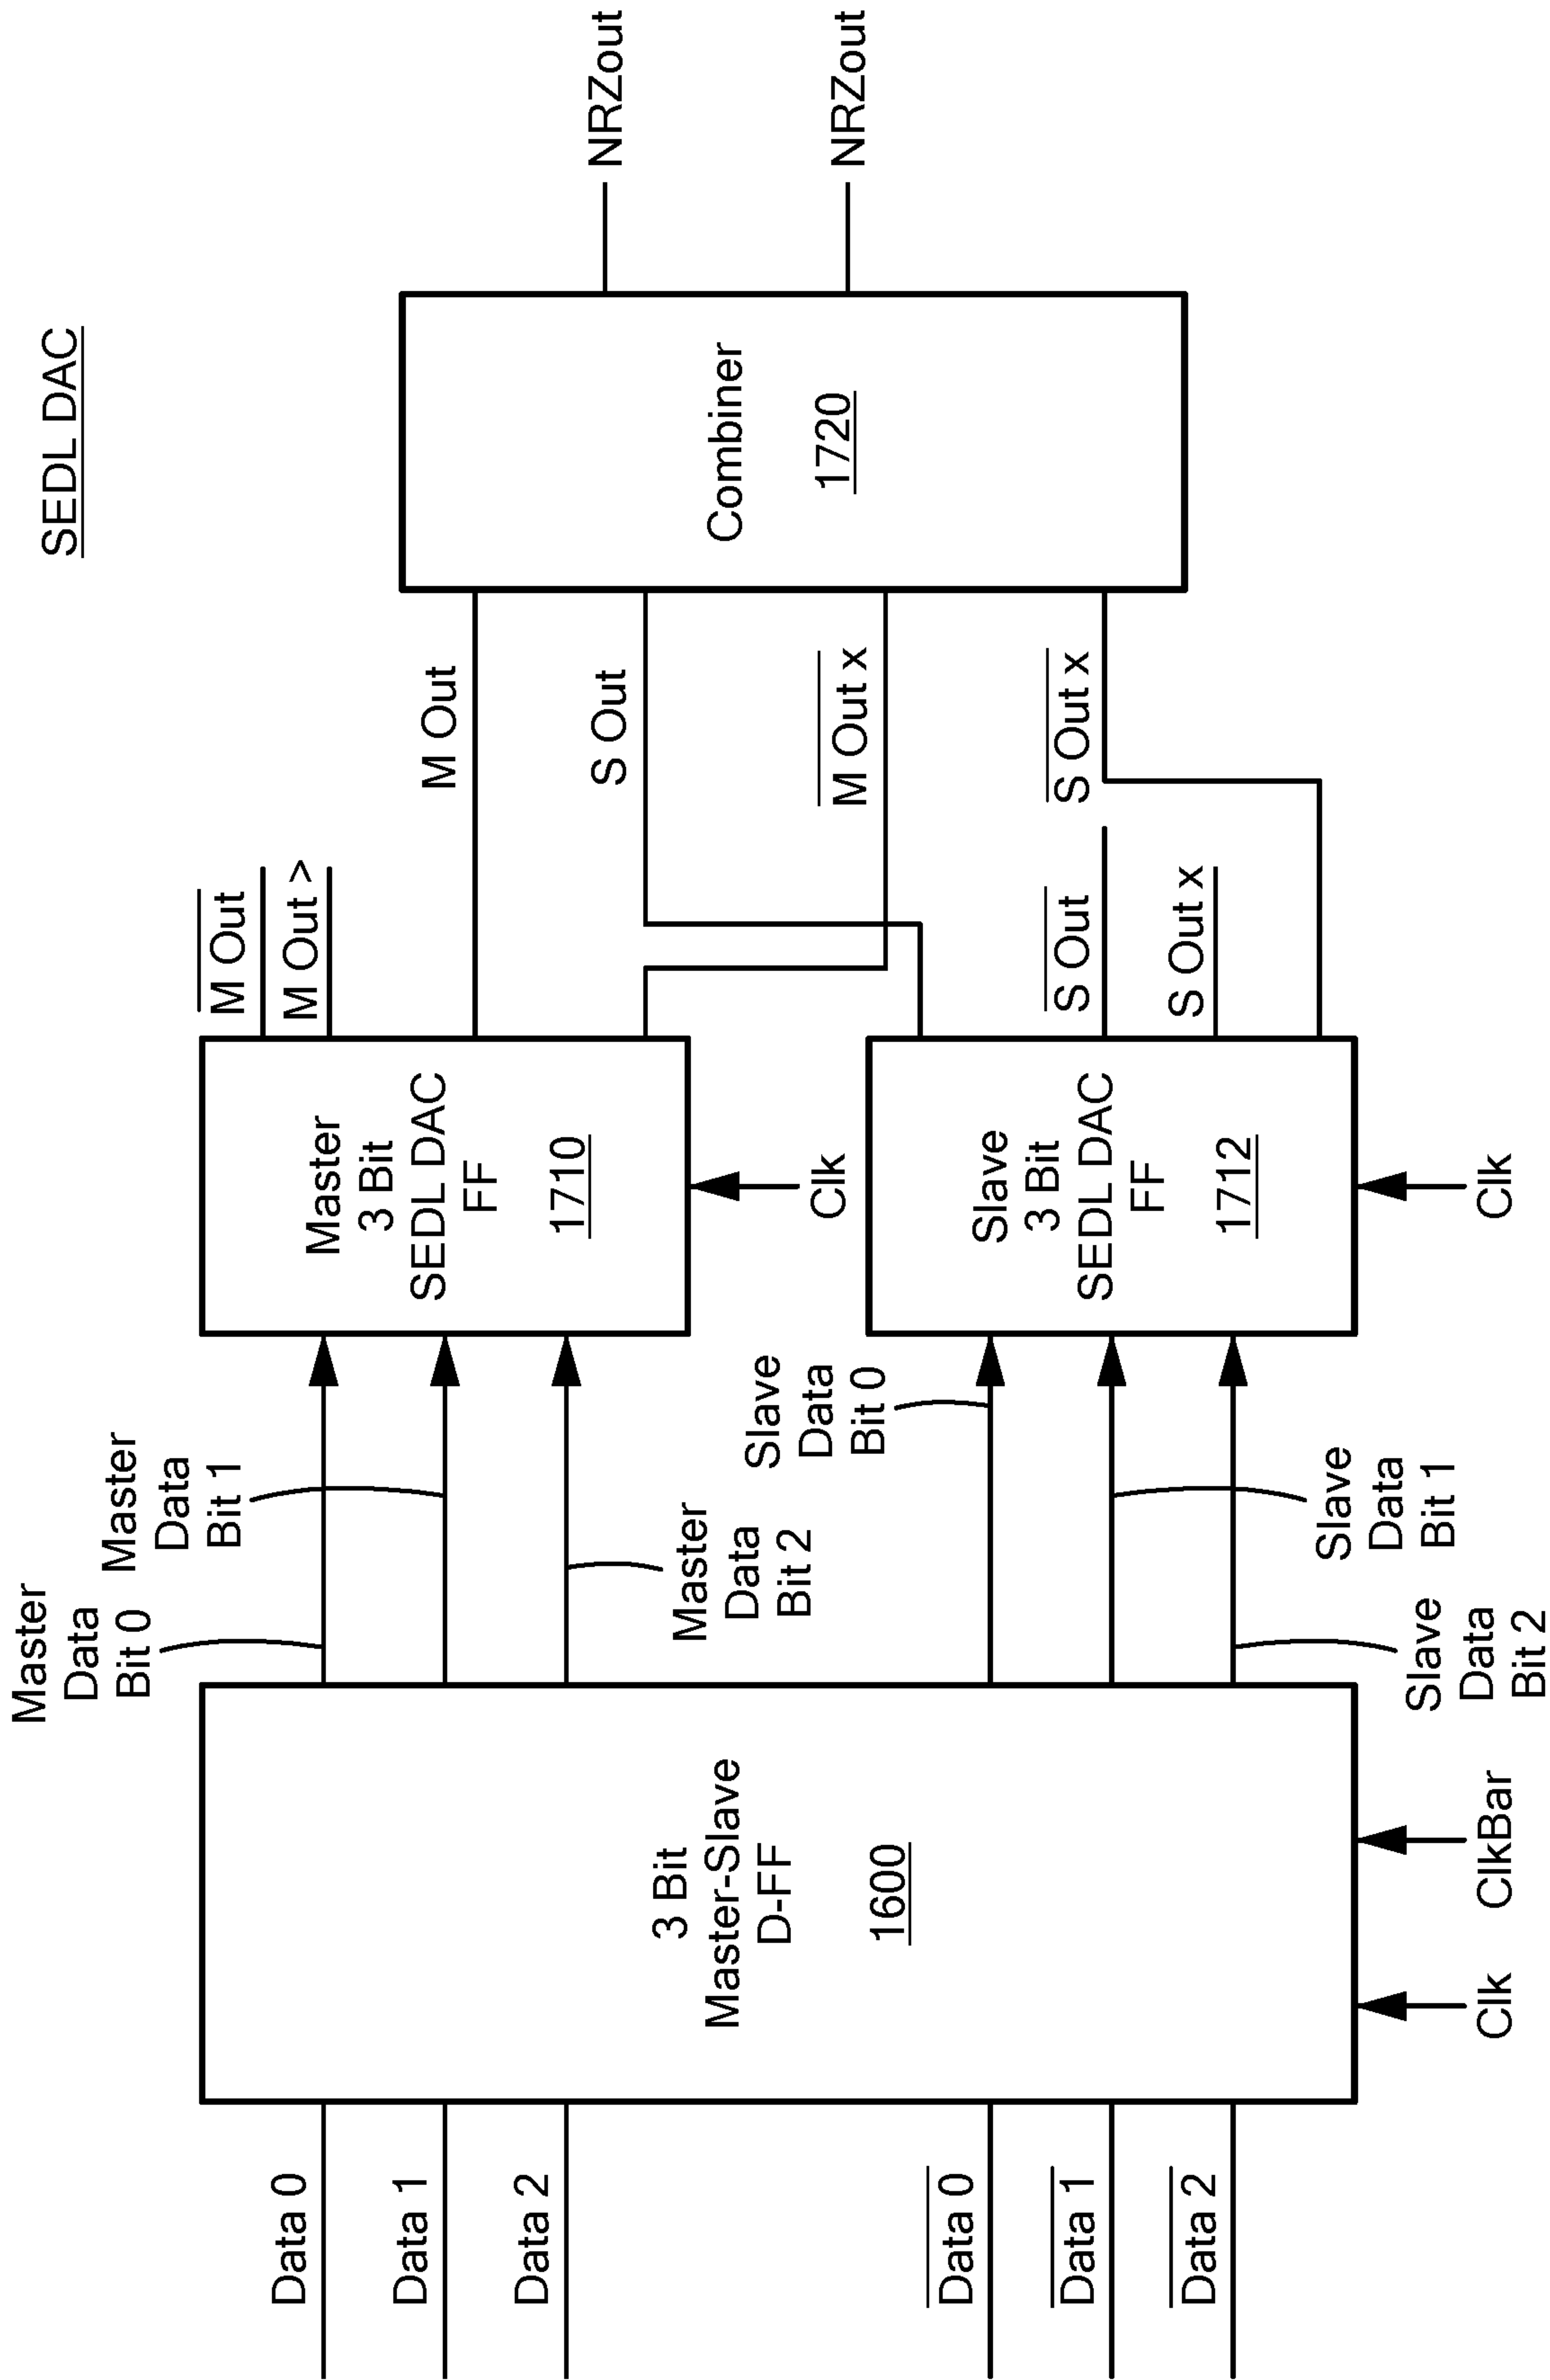 SEDL DAC
Data 0
Data 1
Data 2
Data 0
Data 1
Data 2
3 Bit
Master-Slave
D-FF
1600
Clk
ClkBar
Master
Data
Bit 0
Master
Data
Bit 1
Master
Data
Bit 2
Slave
Data
Bit 0
Slave
Data
Bit 1
Slave
Data
Bit 2
Master
3 Bit
SEDL DAC
FF
1710
Clk
Slave
3 Bit
SEDL DAC
FF
1712
Clk
M Out
M Out >
M Out
S Out
M Out x
S Out x
S Out
S Out x
Combiner
1720
NRZout
NRZout